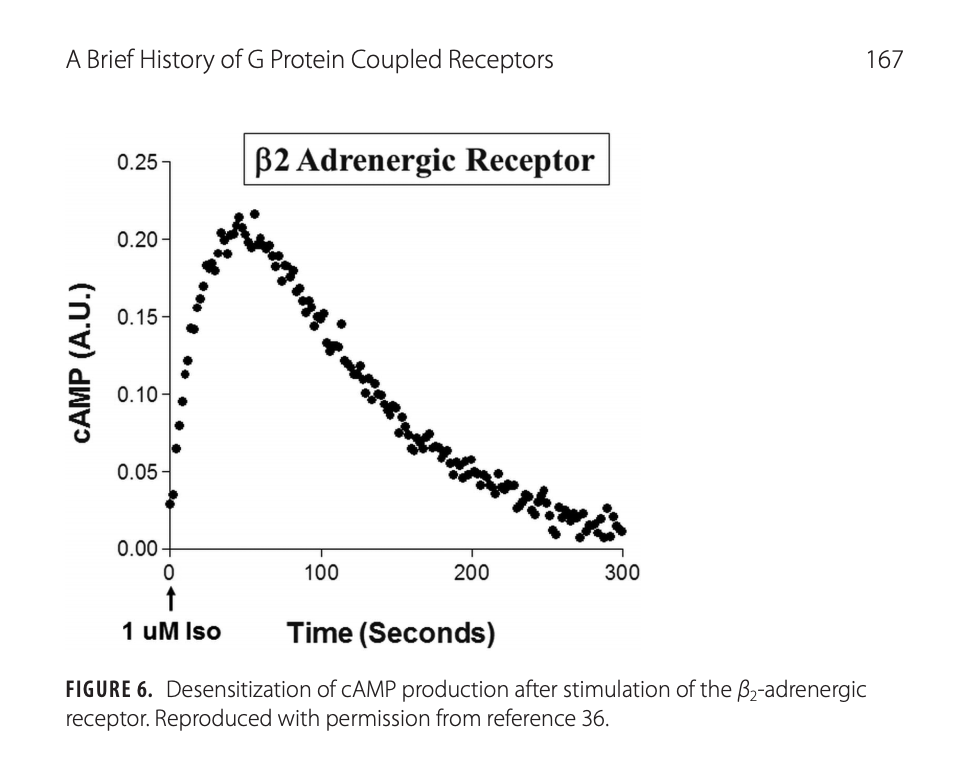 A Brief History of G Protein Coupled Receptors 167
β2 Adrenergic Receptor
0.25
0.20
0.15
0.10
0.05
0.00
cAMP (A.U.)
0 100 200 300
1 uM Iso Time (Seconds)
FIGURE 6. Desensitization of cAMP production after stimulation of the β₂-adrenergic
receptor. Reproduced with permission from reference 36.